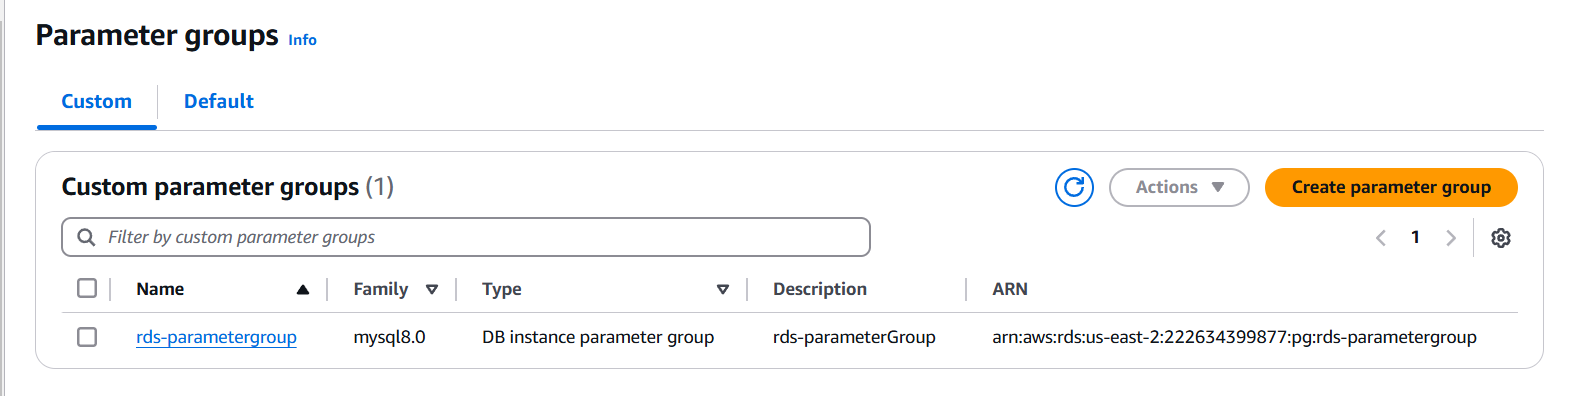 Parameter groups Info
Custom Default
Custom parameter groups (1) Actions Create parameter group
Filter by custom parameter groups 1
Name Family Type Description ARN
rds-parametergroup mysql8.0 DB instance parameter group rds-parameterGroup arn:aws:rds:us-east-2:222634399877:pg:rds-parametergroup